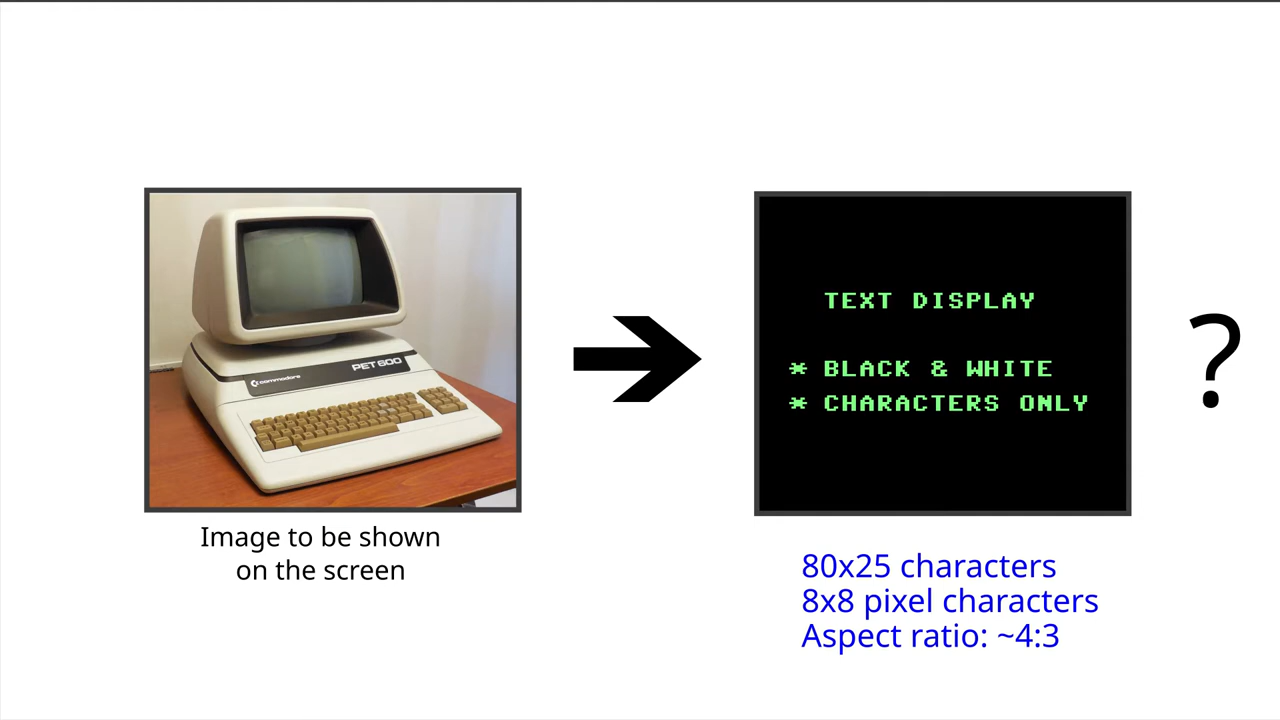 commodore
PET 600
Image to be shown
on the screen
TEXT DISPLAY
* BLACK & WHITE
* CHARACTERS ONLY
?
80x25 characters
8x8 pixel characters
Aspect ratio: ~4:3